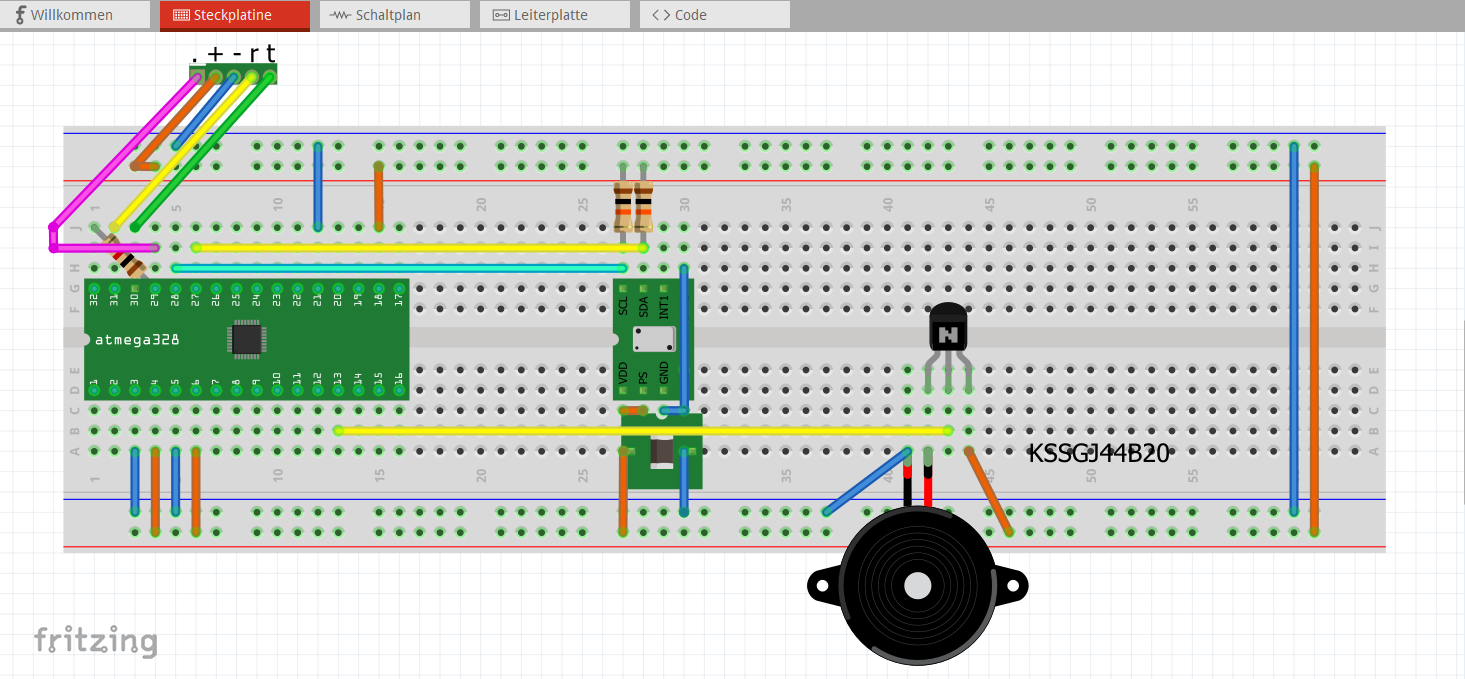 Willkommen Steckplatine Schaltplan Leiterplatte Code
. + - r t
1 5 10 20 25 30 35 40 45 50 55
J J
I I
H H
G G
32 31 30 29 28 27 26 25 24 23 22 21 20 19 18 17
SCL SDA INT1
F F
atmega328
N
E E
1 2 3 4 5 6 7 8 9 10 11 12 13 14 15 16
VDD PS GND
D D
C C
B B
A A
KSSGJ44B20
1 5 10 15 20 25 30 35 40 45 50 55
fritzing